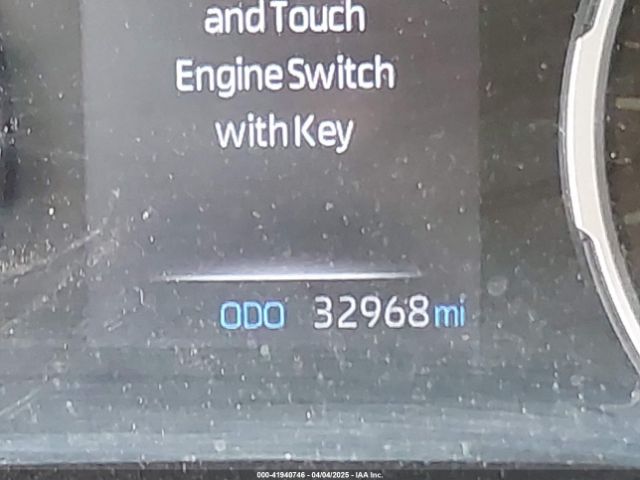 and Touch
Engine Switch
with Key
ODO 32968 mi
000-41940746 - 04/04/2025 - IAA Inc.